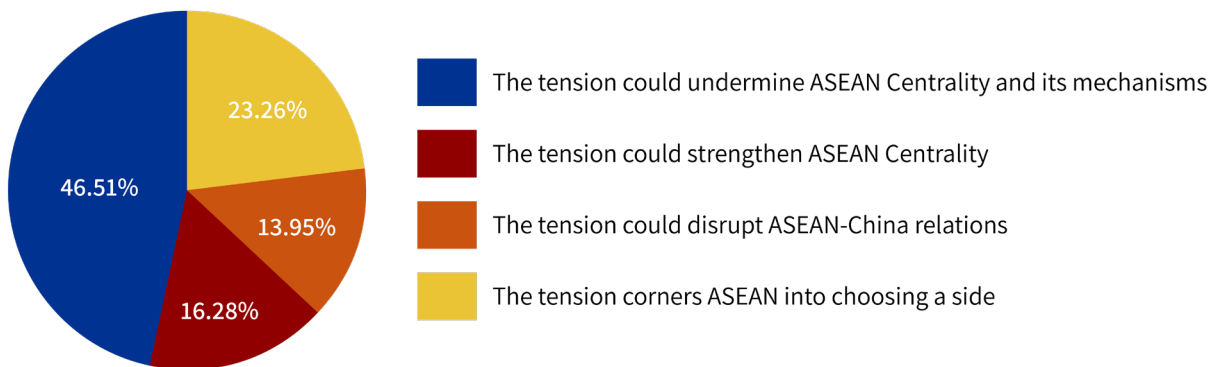 46.51%
23.26%
13.95%
16.28%
The tension could undermine ASEAN Centrality and its mechanisms
The tension could strengthen ASEAN Centrality
The tension could disrupt ASEAN-China relations
The tension corners ASEAN into choosing a side